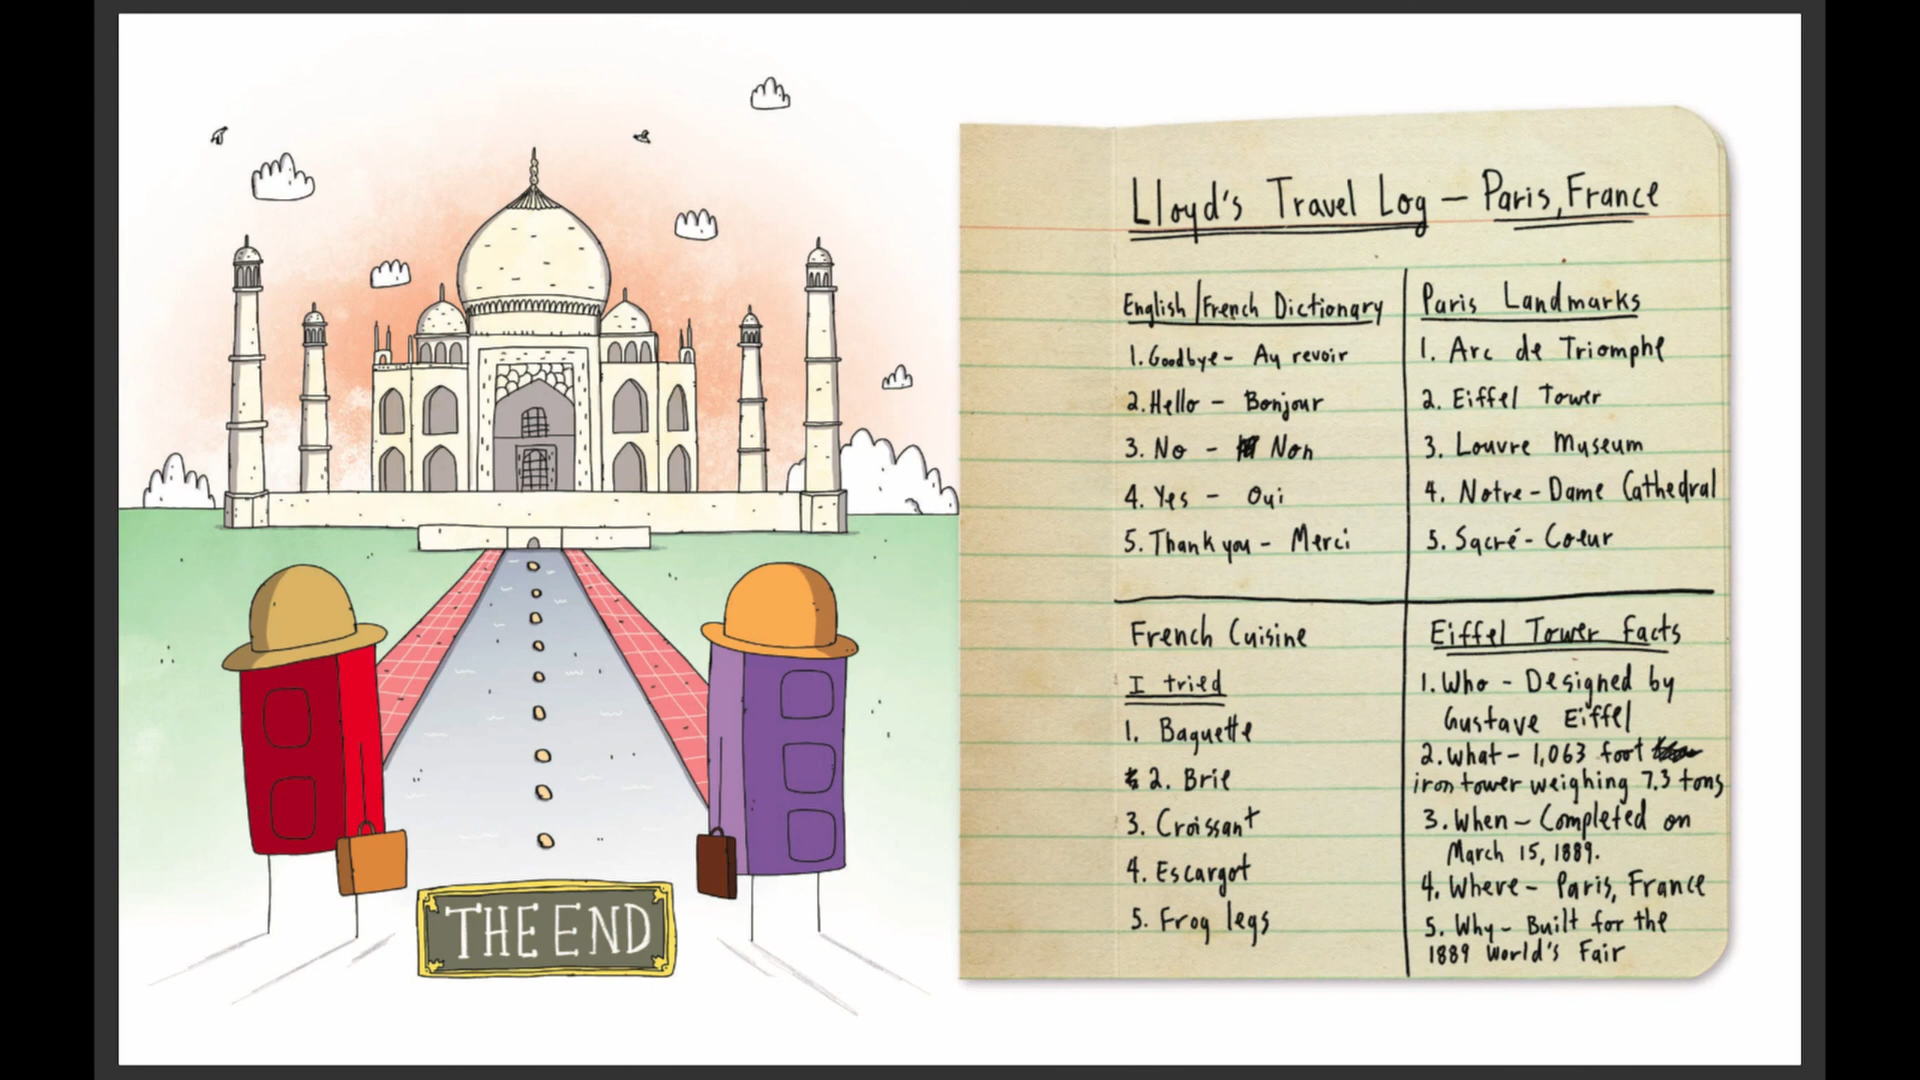 Lloyd's Travel Log - Paris, France
English/French Dictionary
1. Goodbye - Au revoir
2. Hello - Bonjour
3. No - Non
4. Yes - Oui
5. Thank you - Merci
Paris Landmarks
1. Arc de Triomphe
2. Eiffel Tower
3. Louvre Museum
4. Notre-Dame Cathedral
5. Sacré-Coeur
French Cuisine
I tried
1. Baguette
2. Brie
3. Croissant
4. Escargot
5. Frog legs
Eiffel Tower Facts
1. Who - Designed by
Gustave Eiffel
2. What - 1,063 foot
iron tower weighing 7.3 tons
3. When - Completed on
March 15, 1889.
4. Where - Paris, France
5. Why - Built for the
1889 World's Fair
THE END